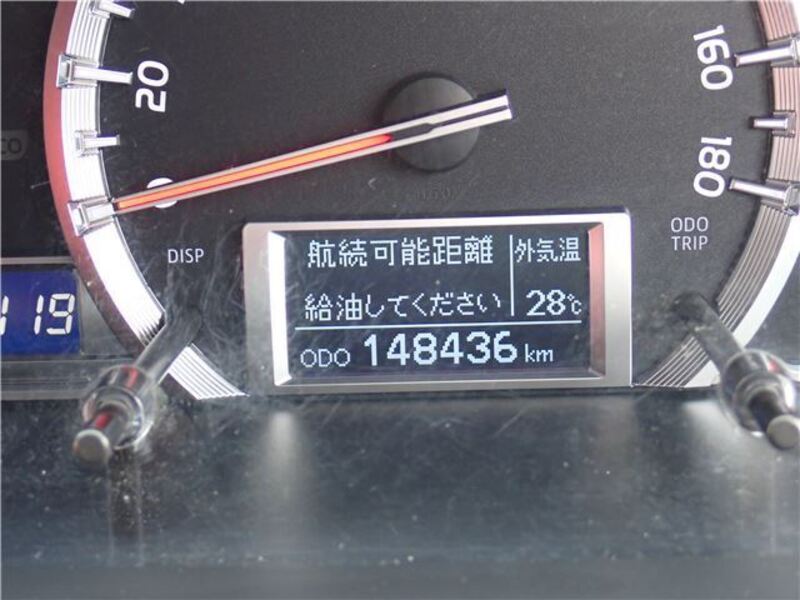 20
0
160
180
DISP
ODO
TRIP
航続可能距離
外気温
給油してください
28℃
ODO 148436 km